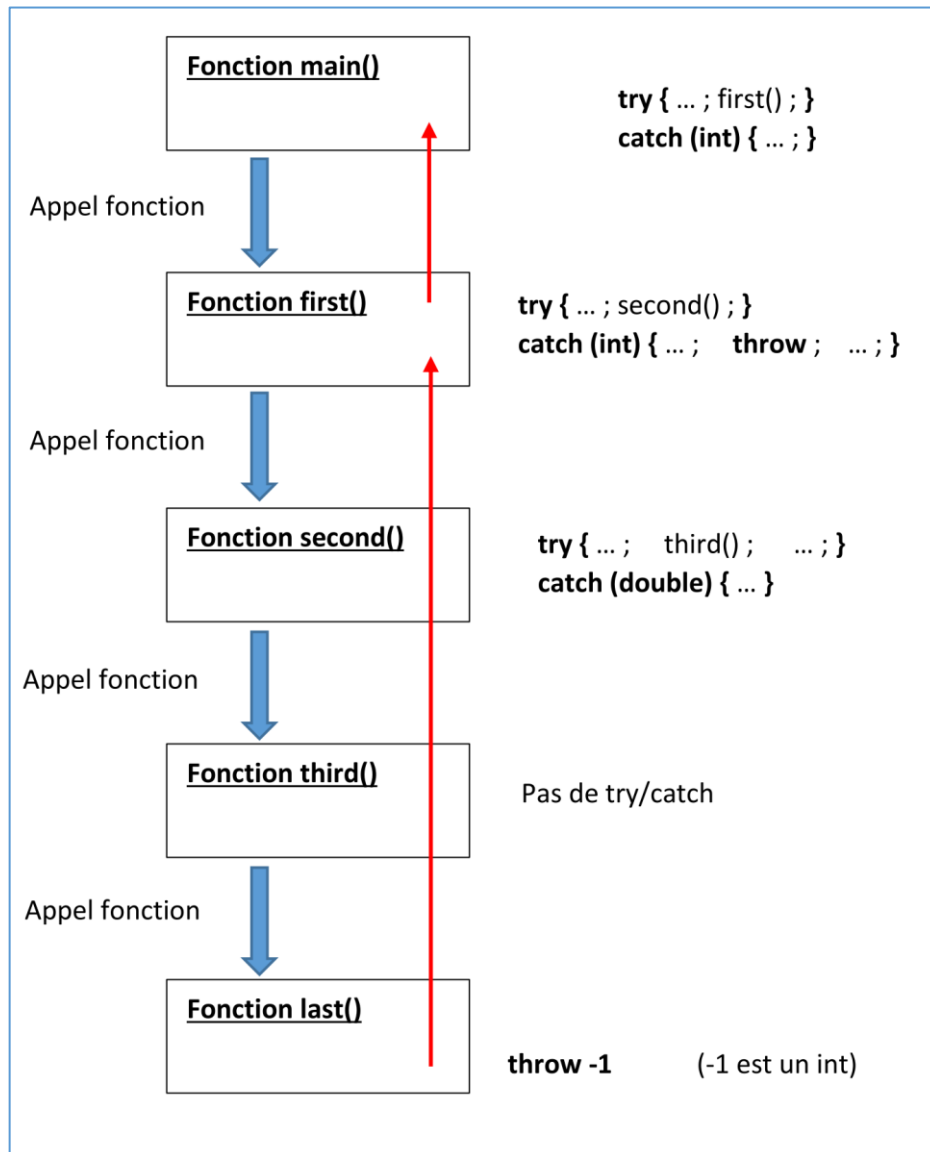 Fonction main()
try { … ; first() ; }
catch (int) { … ; }
Appel fonction
Fonction first()
try { … ; second() ; }
catch (int) { … ; throw ; … ; }
Appel fonction
Fonction second()
try { … ; third() ; … ; }
catch (double) { … }
Appel fonction
Fonction third()
Pas de try/catch
Appel fonction
Fonction last()
throw -1 (-1 est un int)